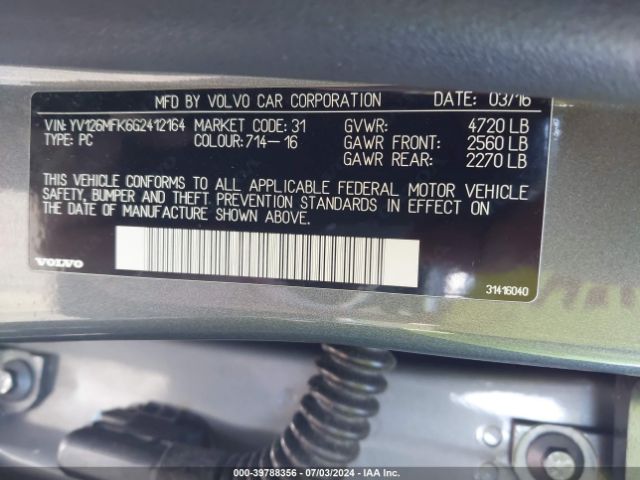 MFD BY VOLVO CAR CORPORATION DATE: 03/16
VIN: YV126MFK6G2412164 MARKET CODE: 31 GVWR: 4720 LB
TYPE: PC COLOUR: 714-16 GAWR FRONT: 2560 LB
GAWR REAR: 2270 LB
THIS VEHICLE CONFORMS TO ALL APPLICABLE FEDERAL MOTOR VEHICLE
SAFETY, BUMPER AND THEFT PREVENTION STANDARDS IN EFFECT ON
THE DATE OF MANUFACTURE SHOWN ABOVE.
VOLVO
31416040
000-39788356 - 07/03/2024 - IAA Inc.